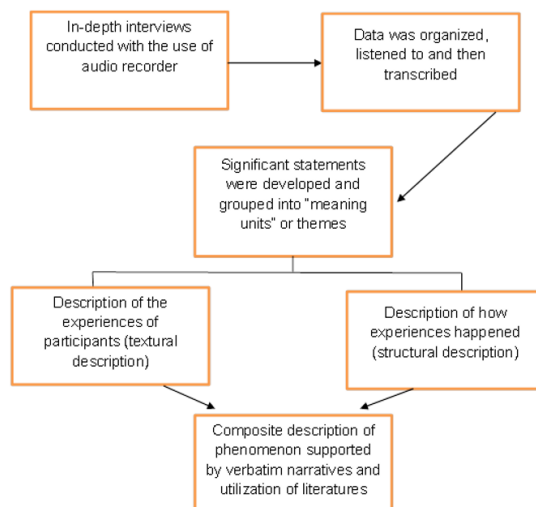 In-depth interviews
conducted with the use of
audio recorder
Data was organized,
listened to and then
transcribed
Significant statements
were developed and
grouped into "meaning
units" or themes
Description of the
experiences of
participants (textural
description)
Description of how
experiences happened
(structural description)
Composite description of
phenomenon supported
by verbatim narratives and
utilization of literatures